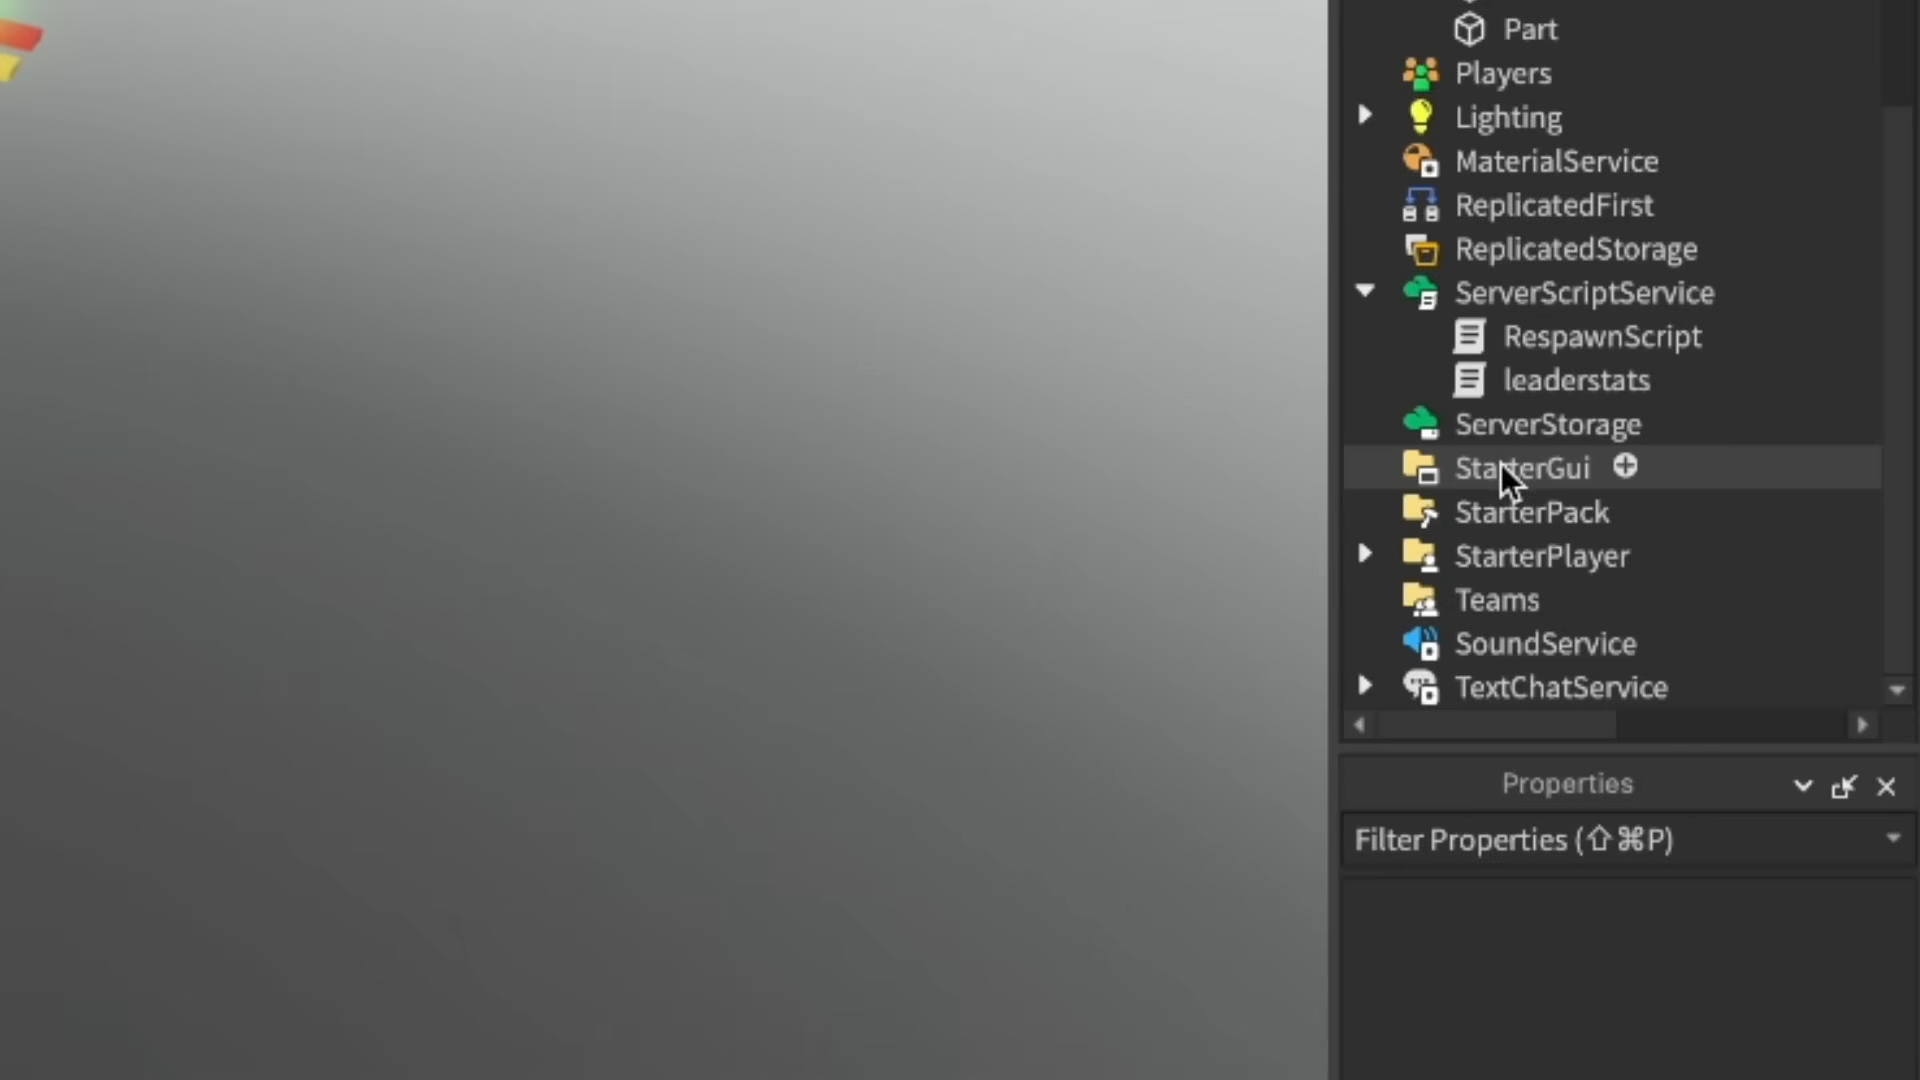 Part
Players
Lighting
MaterialService
ReplicatedFirst
ReplicatedStorage
ServerScriptService
RespawnScript
leaderstats
ServerStorage
StarterGui
StarterPack
StarterPlayer
Teams
SoundService
TextChatService
Properties
Filter Properties (⇧⌘P)